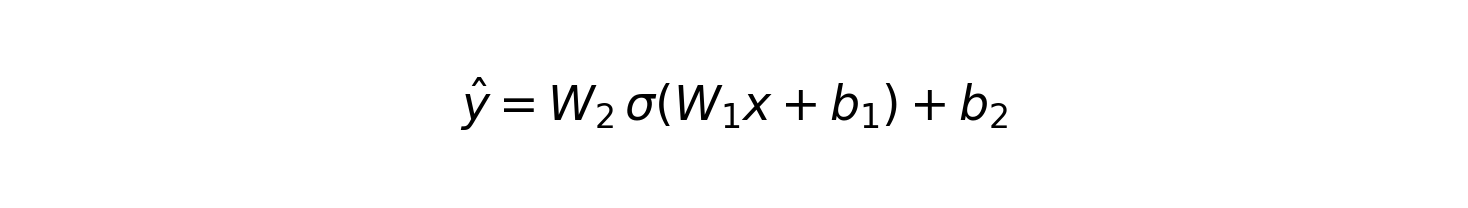 ŷ = W₂ σ(W₁x + b₁) + b₂